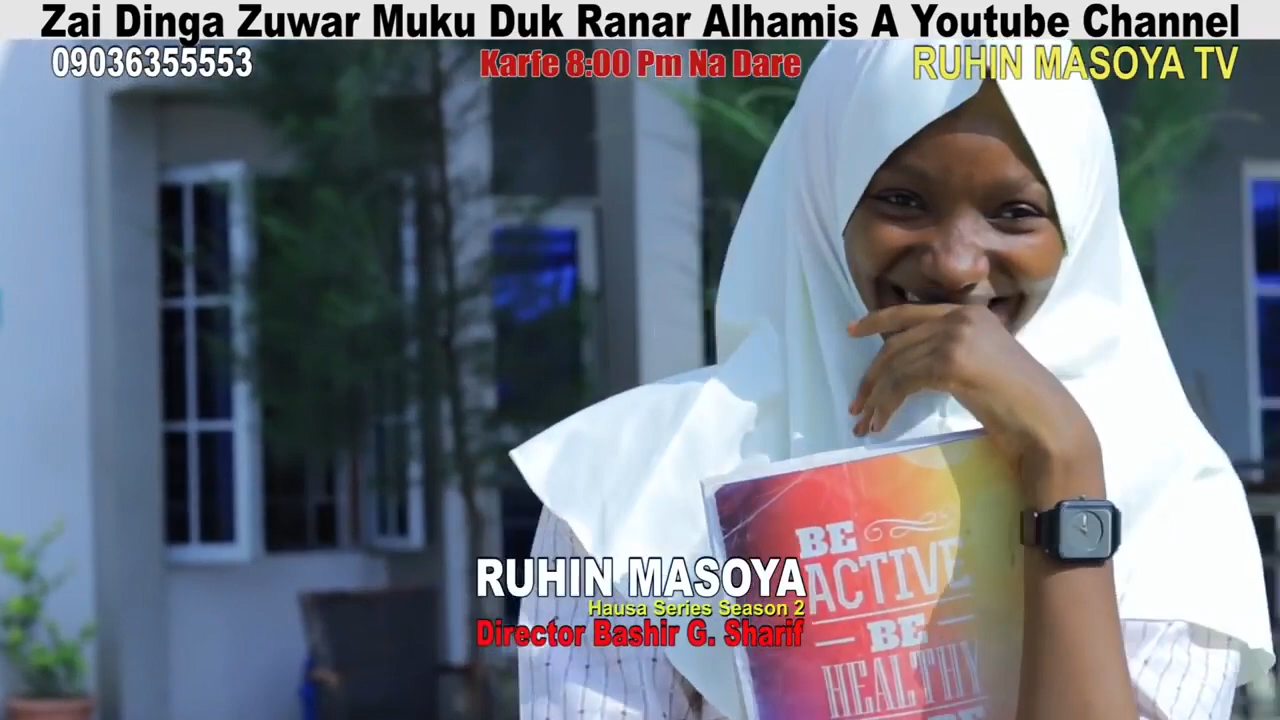 Zai Dinga Zuwar Muku Duk Ranar Alhamis A Youtube Channel
09036355553
Karfe 8:00 Pm Na Dare
RUHIN MASOYA TV
RUHIN MASOYA
Hausa Series Season 2
Director Bashir G. Sharif
BE
ACTIVE
BE
HEALTHY
BE